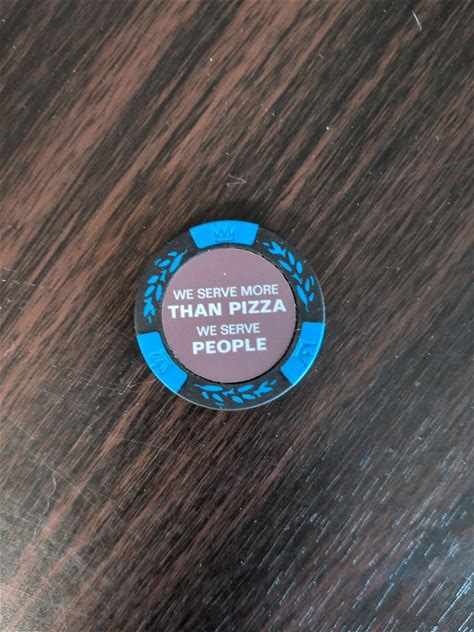 WE SERVE MORE
THAN PIZZA
WE SERVE
PEOPLE